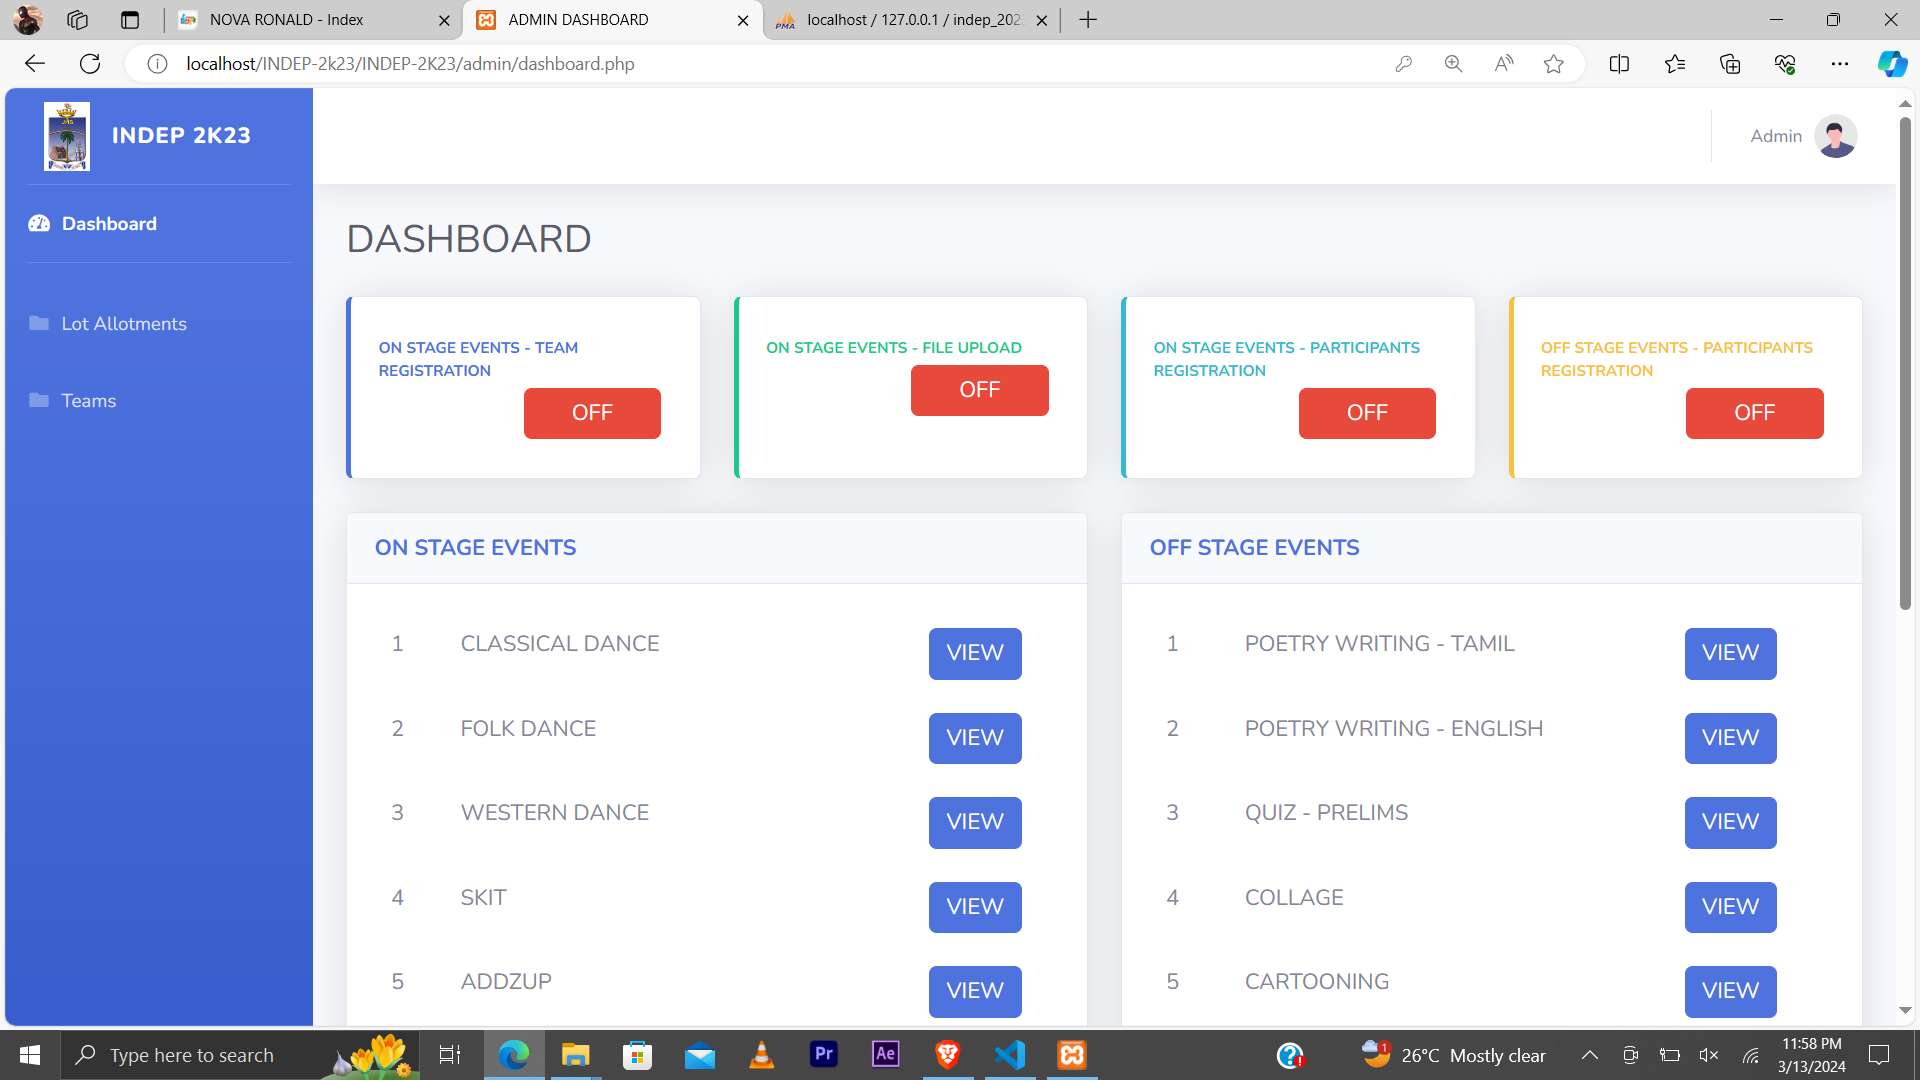 NOVA RONALD - Index
ADMIN DASHBOARD
localhost / 127.0.0.1 / indep_202
localhost/INDEP-2k23/INDEP-2K23/admin/dashboard.php
INDEP 2K23
Admin
Dashboard
Lot Allotments
Teams
DASHBOARD
ON STAGE EVENTS - TEAM
REGISTRATION
OFF
ON STAGE EVENTS - FILE UPLOAD
OFF
ON STAGE EVENTS - PARTICIPANTS
REGISTRATION
OFF
OFF STAGE EVENTS - PARTICIPANTS
REGISTRATION
OFF
ON STAGE EVENTS
1 CLASSICAL DANCE VIEW
2 FOLK DANCE VIEW
3 WESTERN DANCE VIEW
4 SKIT VIEW
5 ADDZUP VIEW
OFF STAGE EVENTS
1 POETRY WRITING - TAMIL VIEW
2 POETRY WRITING - ENGLISH VIEW
3 QUIZ - PRELIMS VIEW
4 COLLAGE VIEW
5 CARTOONING VIEW
Type here to search
Pr
Ae
1
26°C Mostly clear
11:58 PM
3/13/2024